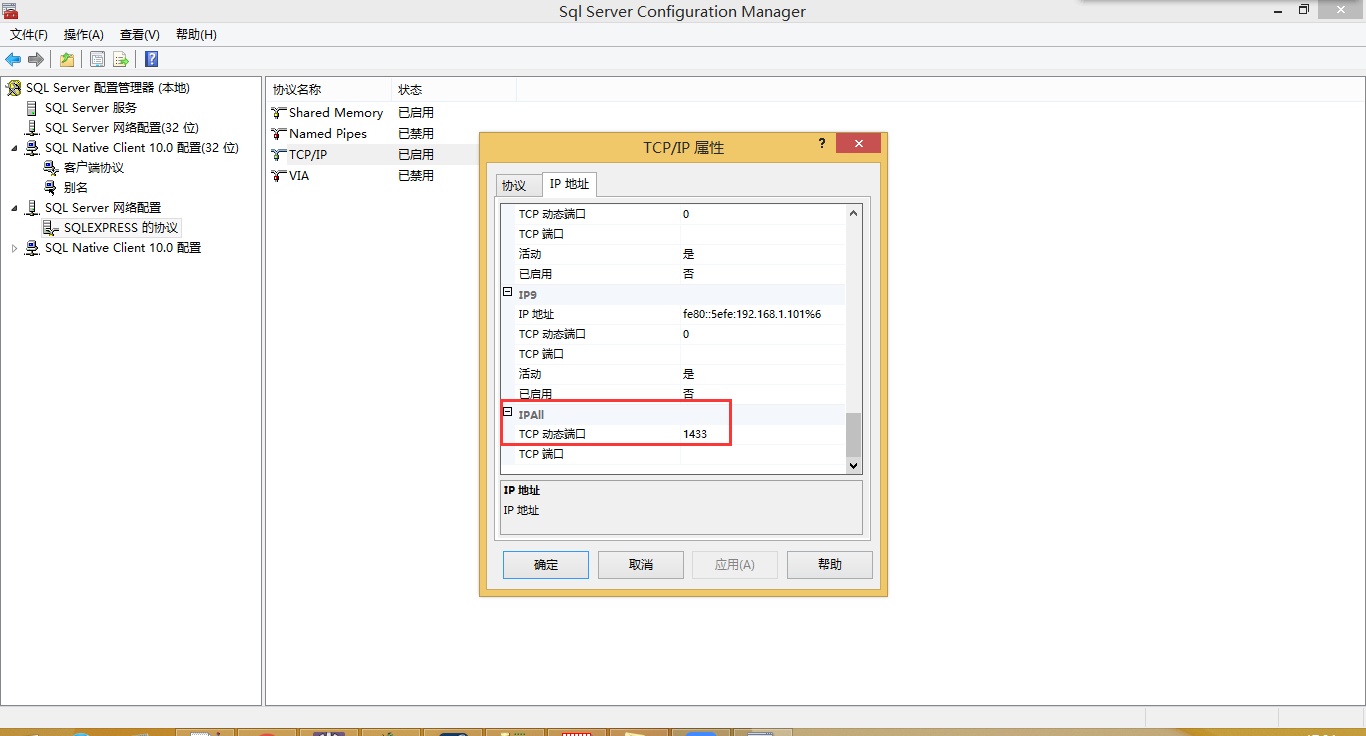 Sql Server Configuration Manager
文件(F) 操作(A) 查看(V) 帮助(H)
SQL Server 配置管理器 (本地)
SQL Server 服务
SQL Server 网络配置(32 位)
SQL Native Client 10.0 配置(32 位)
客户端协议
别名
SQL Server 网络配置
SQLEXPRESS 的协议
SQL Native Client 10.0 配置
协议名称 状态
Shared Memory 已启用
Named Pipes 已禁用
TCP/IP 已启用
VIA 已禁用
TCP/IP 属性
协议 IP 地址
TCP 动态端口 0
TCP 端口
活动 是
已启用 否
IP9
IP 地址 fe80::5efe:192.168.1.101%6
TCP 动态端口 0
TCP 端口
活动 是
已启用 否
IPAll
TCP 动态端口 1433
TCP 端口
IP 地址
IP 地址
确定 取消 应用(A) 帮助